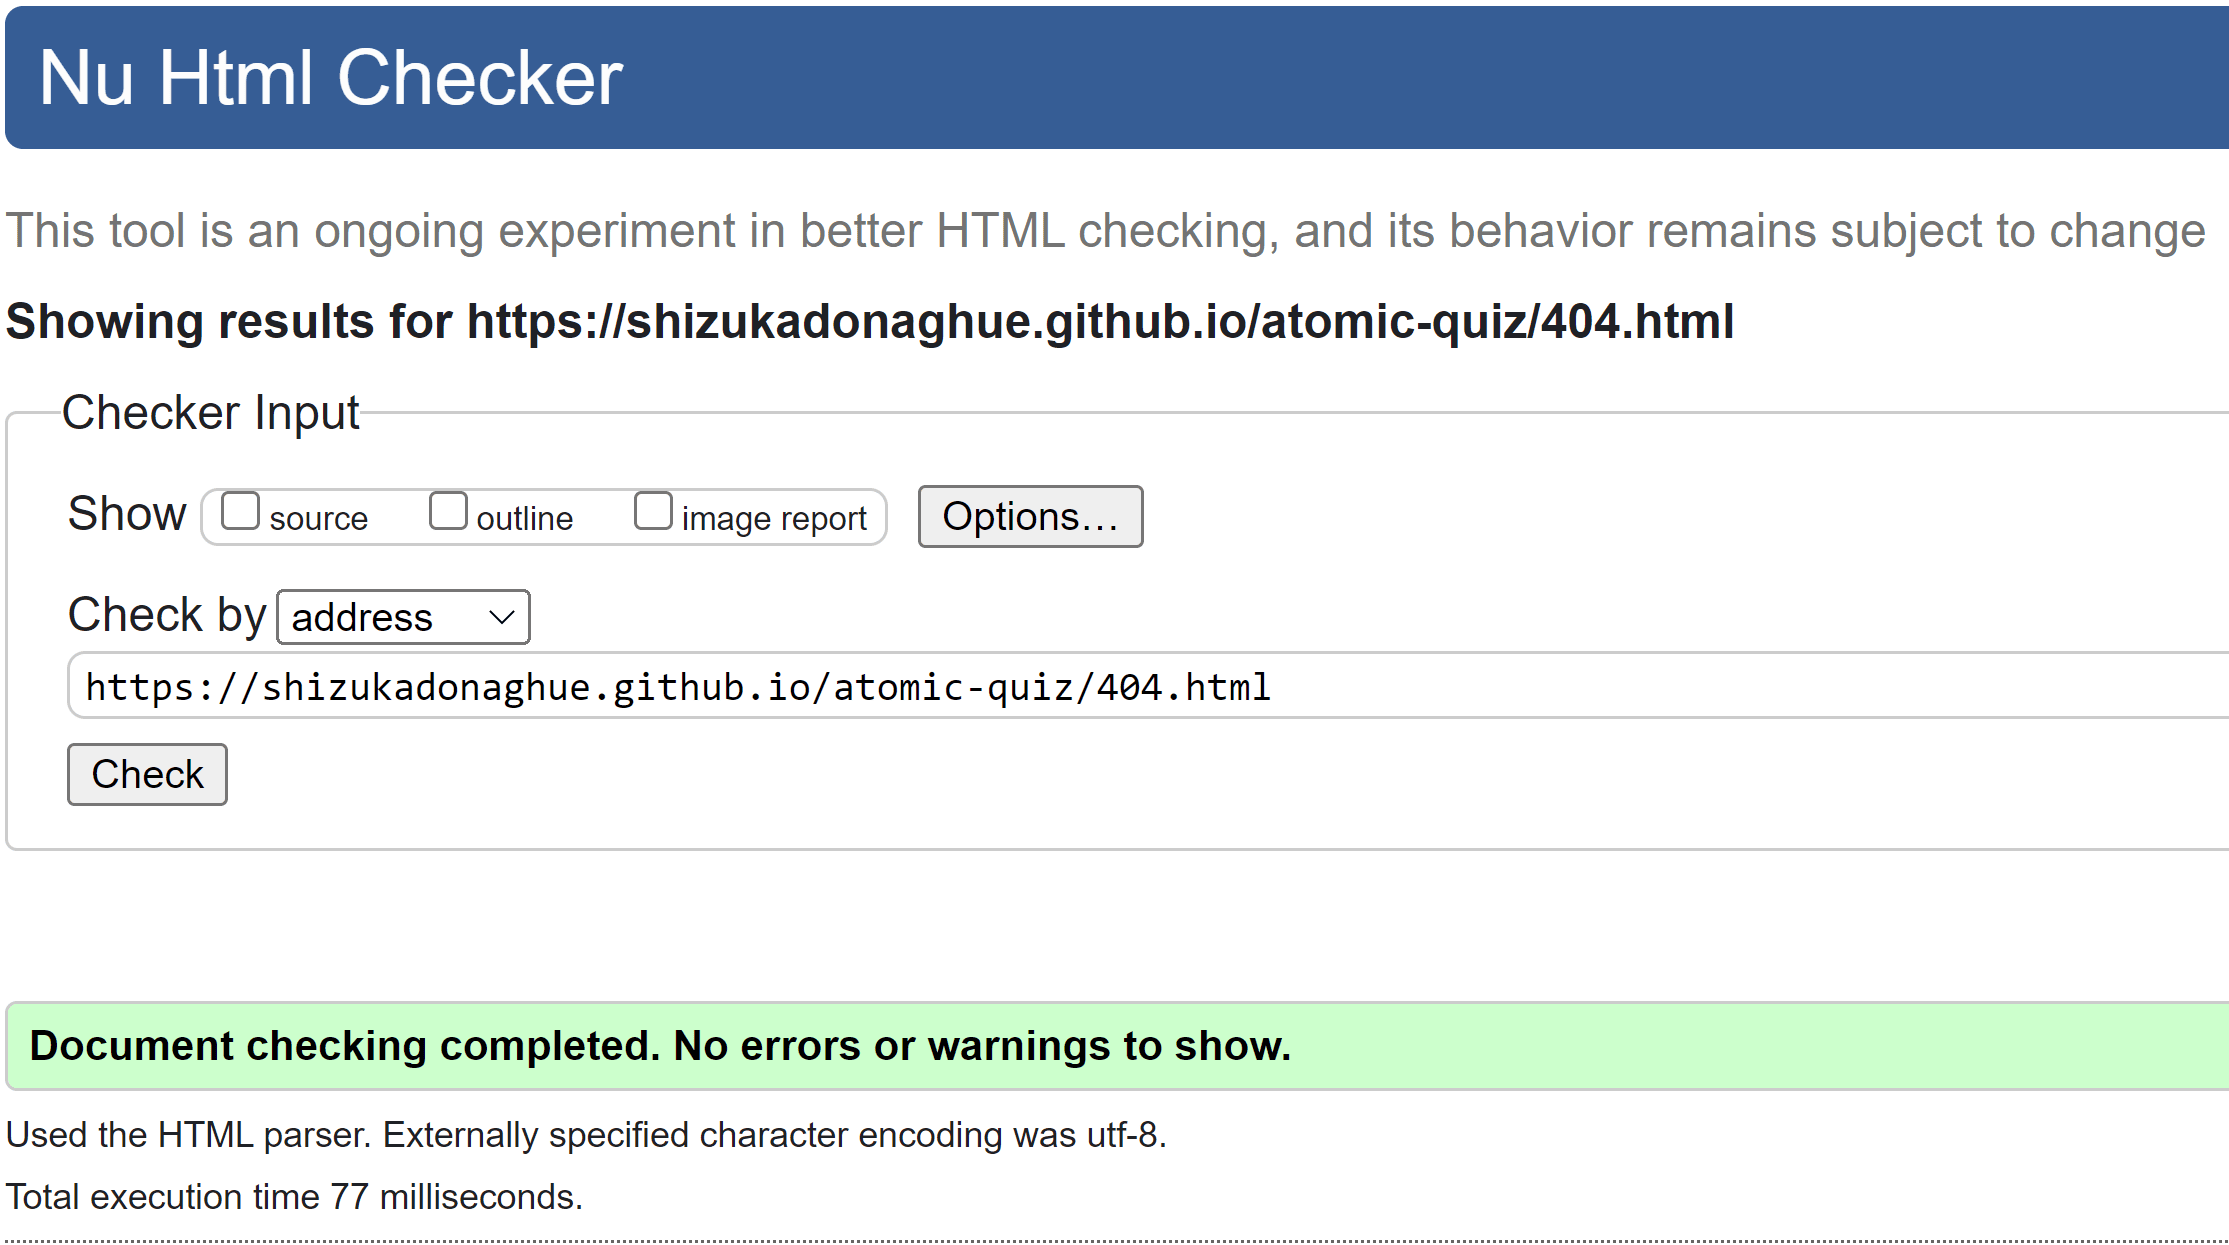 Nu Html Checker
This tool is an ongoing experiment in better HTML checking, and its behavior remains subject to change
Showing results for https://shizukadonaghue.github.io/atomic-quiz/404.html
Checker Input
Show source outline image report Options…
Check by address
https://shizukadonaghue.github.io/atomic-quiz/404.html
Check
Document checking completed. No errors or warnings to show.
Used the HTML parser. Externally specified character encoding was utf-8.
Total execution time 77 milliseconds.